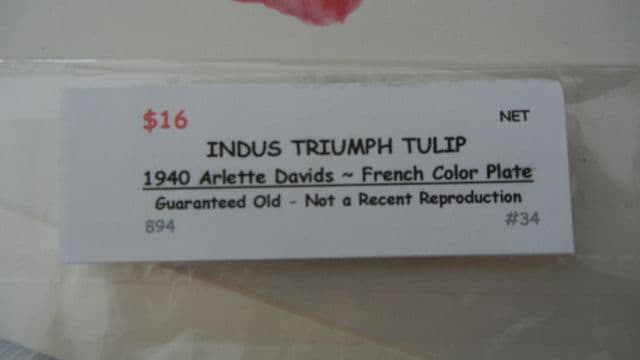 $16 NET
INDUS TRIUMPH TULIP
1940 Arlette Davids ~ French Color Plate
Guaranteed Old - Not a Recent Reproduction
894 #34